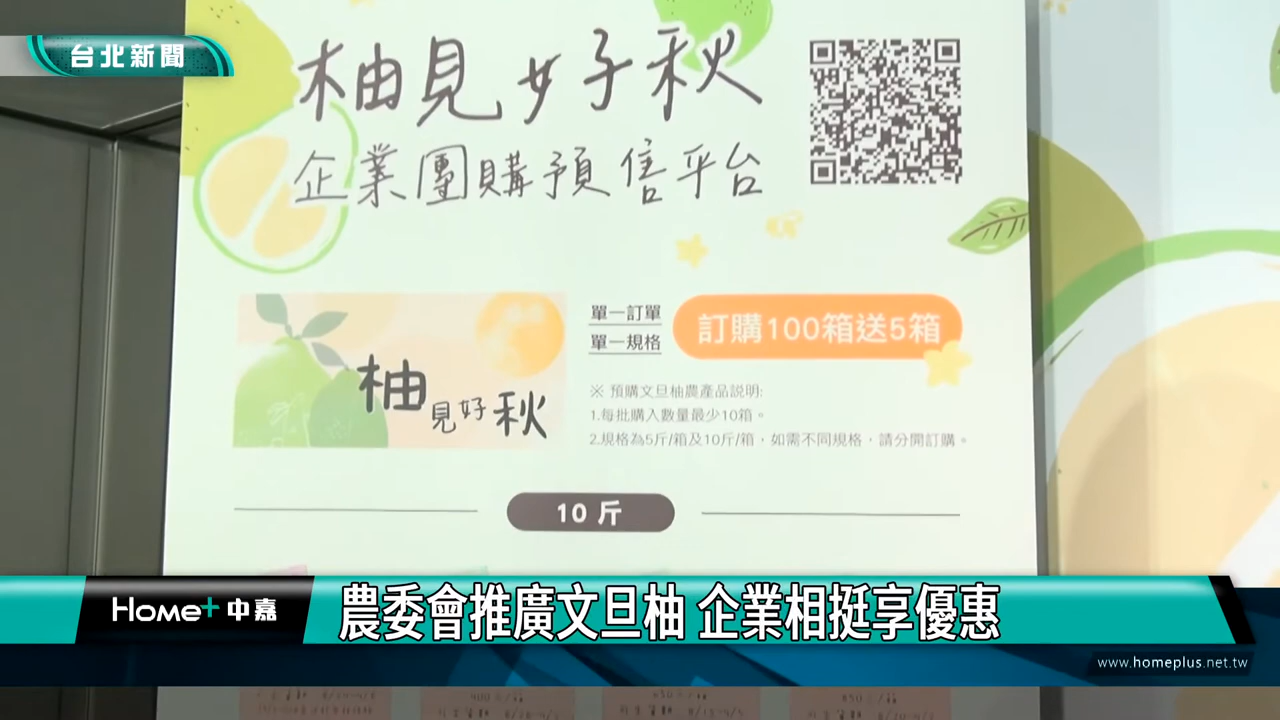 台北新聞
柚見好秋
企業團購預售平台
單一訂單
單一規格
訂購100箱送5箱
柚見好秋
※ 預購文旦柚農產品説明:
1.每批購入數量最少10箱。
2.規格為5斤/箱及10斤/箱，如需不同規格，請分開訂購。
10 斤
Home+ 中嘉
農委會推廣文旦柚 企業相挺享優惠
www.homeplus.net.tw